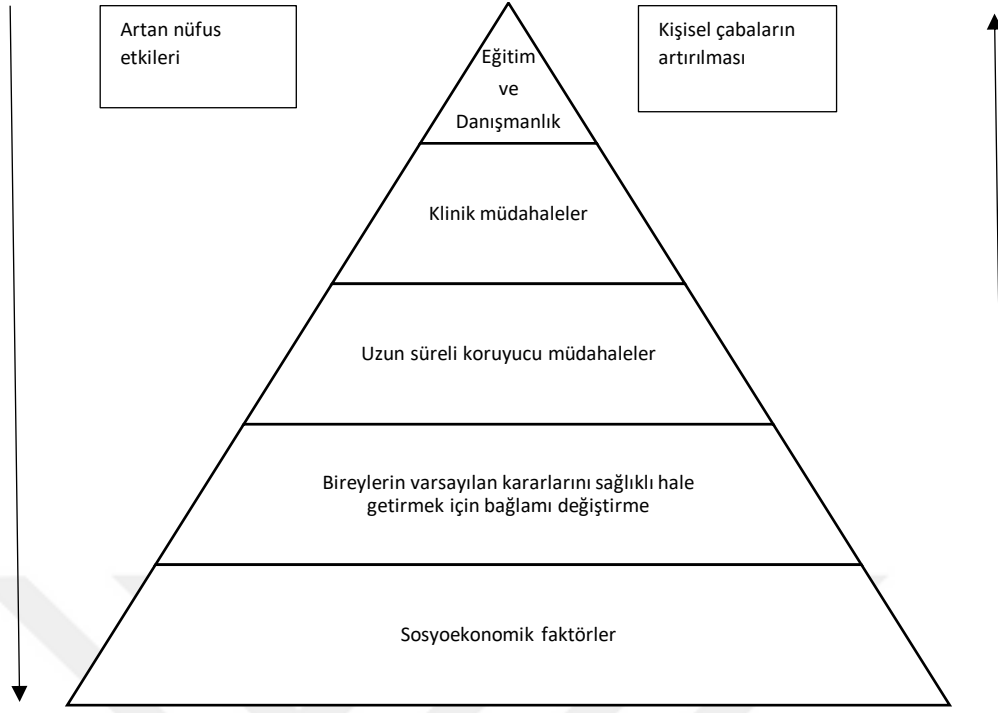 Artan nüfus
etkileri
Kişisel çabaların
artırılması
Eğitim
ve
Danışmanlık
Klinik müdahaleler
Uzun süreli koruyucu müdahaleler
Bireylerin varsayılan kararlarını sağlıklı hale
getirmek için bağlamı değiştirme
Sosyoekonomik faktörler